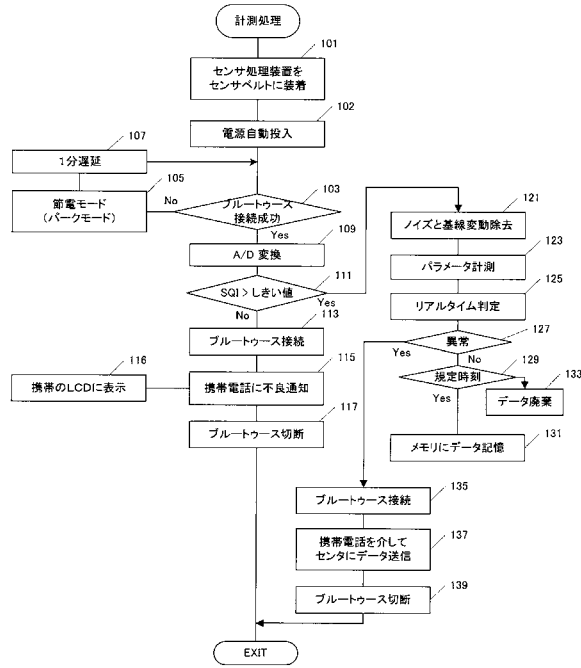 計測処理
101
センサ処理装置を
センサベルトに装着
102
電源自動投入
107
1分遅延
105
節電モード
(パークモード)
No
103
ブルートゥース
接続成功
Yes
109
A/D 変換
111
SQI > しきい値
Yes
No
113
ブルートゥース接続
116
携帯のLCDに表示
115
携帯電話に不良通知
117
ブルートゥース切断
121
ノイズと基線変動除去
123
パラメータ計測
125
リアルタイム判定
127
異常
Yes
No
129
規定時刻
Yes
133
データ廃棄
メモリにデータ記憶
131
135
ブルートゥース接続
137
携帯電話を介して
センタにデータ送信
139
ブルートゥース切断
EXIT